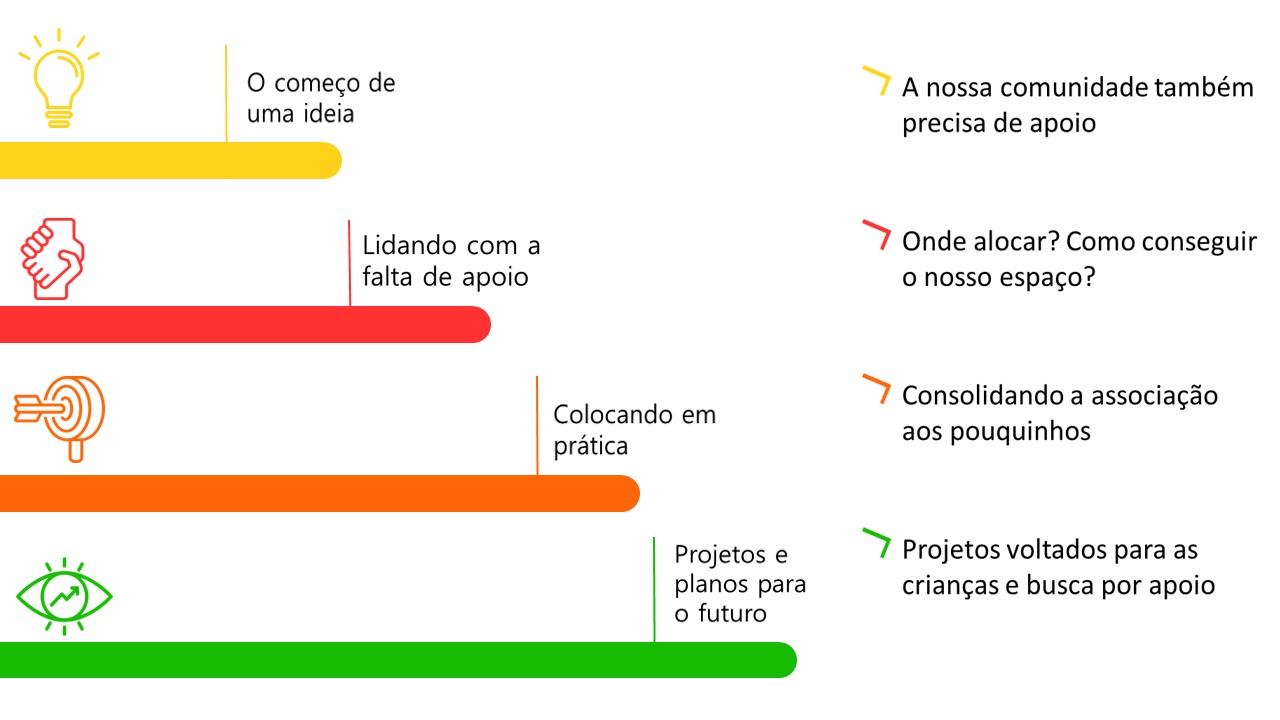 O começo de
uma ideia
A nossa comunidade também
precisa de apoio
Lidando com a
falta de apoio
Onde alocar? Como conseguir
o nosso espaço?
Colocando em
prática
Consolidando a associação
aos pouquinhos
Projetos e
planos para
o futuro
Projetos voltados para as
crianças e busca por apoio